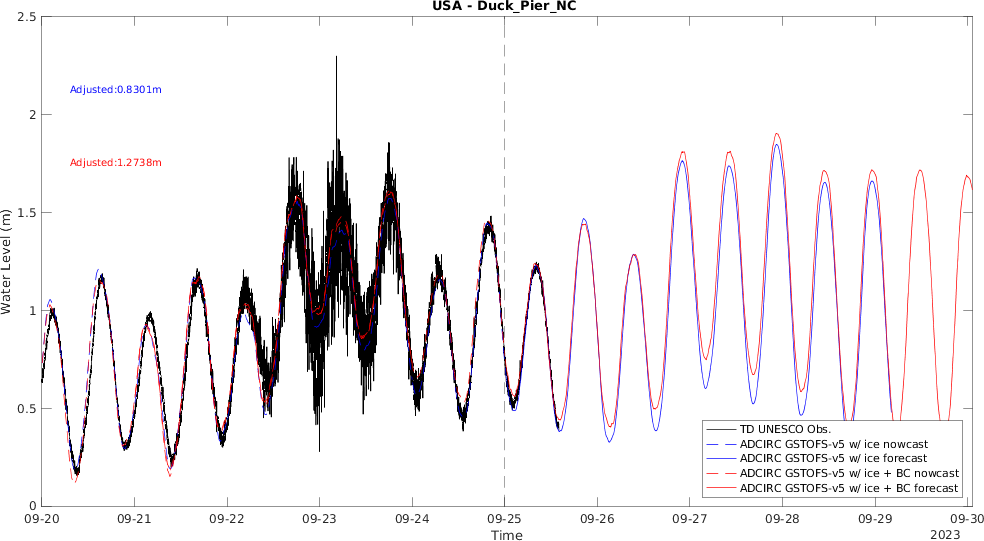 USA - Duck_Pier_NC
2.5
2
1.5
1
0.5
0
Water Level (m)
Adjusted:0.8301m
Adjusted:1.2738m
TD UNESCO Obs.
ADCIRC GSTOFS-v5 w/ ice nowcast
ADCIRC GSTOFS-v5 w/ ice forecast
ADCIRC GSTOFS-v5 w/ ice + BC nowcast
ADCIRC GSTOFS-v5 w/ ice + BC forecast
09-20 09-21 09-22 09-23 09-24 09-25 09-26 09-27 09-28 09-29 09-30
Time
2023